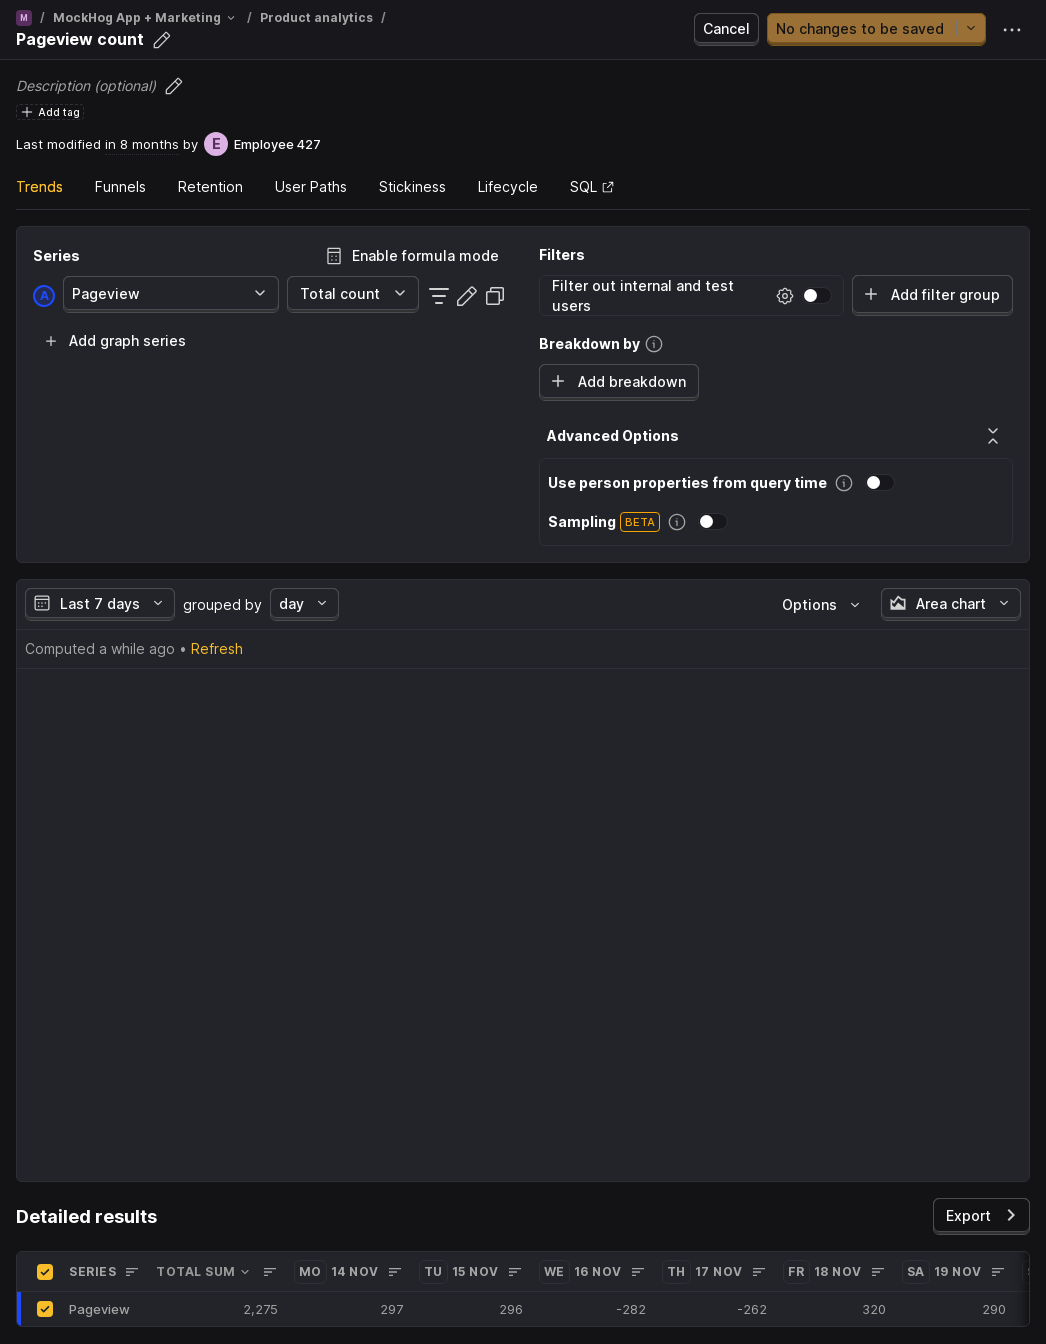 M / MockHog App + Marketing / Product analytics /
Pageview count
Cancel
No changes to be saved
Description (optional)
Add tag
Last modified in 8 months by E Employee 427
Trends Funnels Retention User Paths Stickiness Lifecycle SQL
Series
Enable formula mode
A Pageview Total count
Add graph series
Filters
Filter out internal and test
users
Add filter group
Breakdown by
Add breakdown
Advanced Options
Use person properties from query time
Sampling BETA
Last 7 days grouped by day Options Area chart
Computed a while ago • Refresh
Detailed results
Export
SERIES TOTAL SUM MO 14 NOV TU 15 NOV WE 16 NOV TH 17 NOV FR 18 NOV SA 19 NOV
Pageview 2,275 297 296 -282 -262 320 290